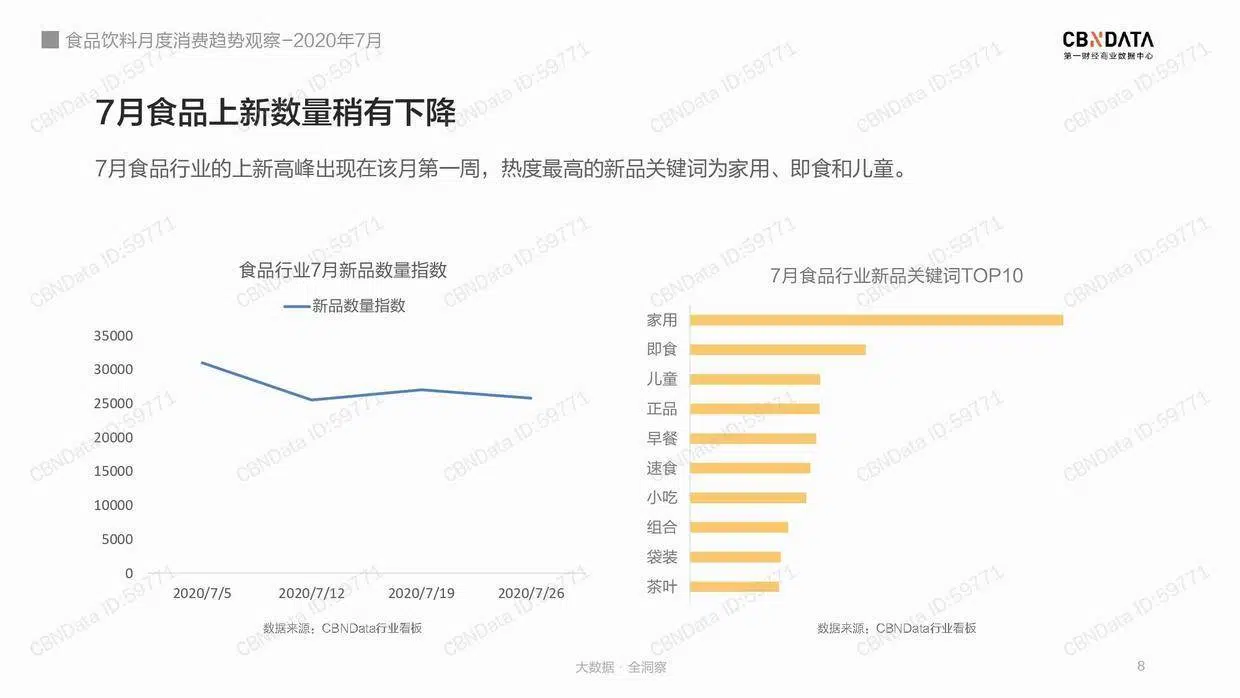 食品饮料月度消费趋势观察–2020年7月
CBNDATA
第一财经商业数据中心
7月食品上新数量稍有下降
7月食品行业的上新高峰出现在该月第一周，热度最高的新品关键词为家用、即食和儿童。
食品行业7月新品数量指数
新品数量指数
35000
30000
25000
20000
15000
10000
5000
0
2020/7/5 2020/7/12 2020/7/19 2020/7/26
数据来源：CBNData行业看板
7月食品行业新品关键词TOP10
家用
即食
儿童
正品
早餐
速食
小吃
组合
袋装
茶叶
数据来源：CBNData行业看板
大数据 · 全洞察
8
CBNData ID:59771